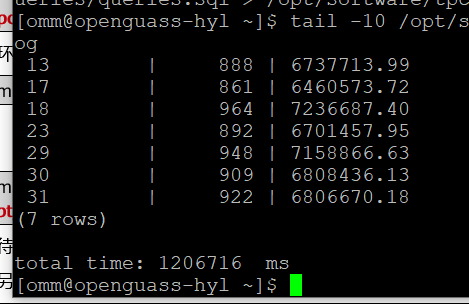 [omm@openguass-hyl ~]$ tail -10 /opt/s
og
13 | 888 | 6737713.99
17 | 861 | 6460573.72
18 | 964 | 7236687.40
23 | 892 | 6701457.95
29 | 948 | 7158866.63
30 | 909 | 6808436.13
31 | 922 | 6806670.18
(7 rows)
total time: 1206716  ms
[omm@openguass-hyl ~]$